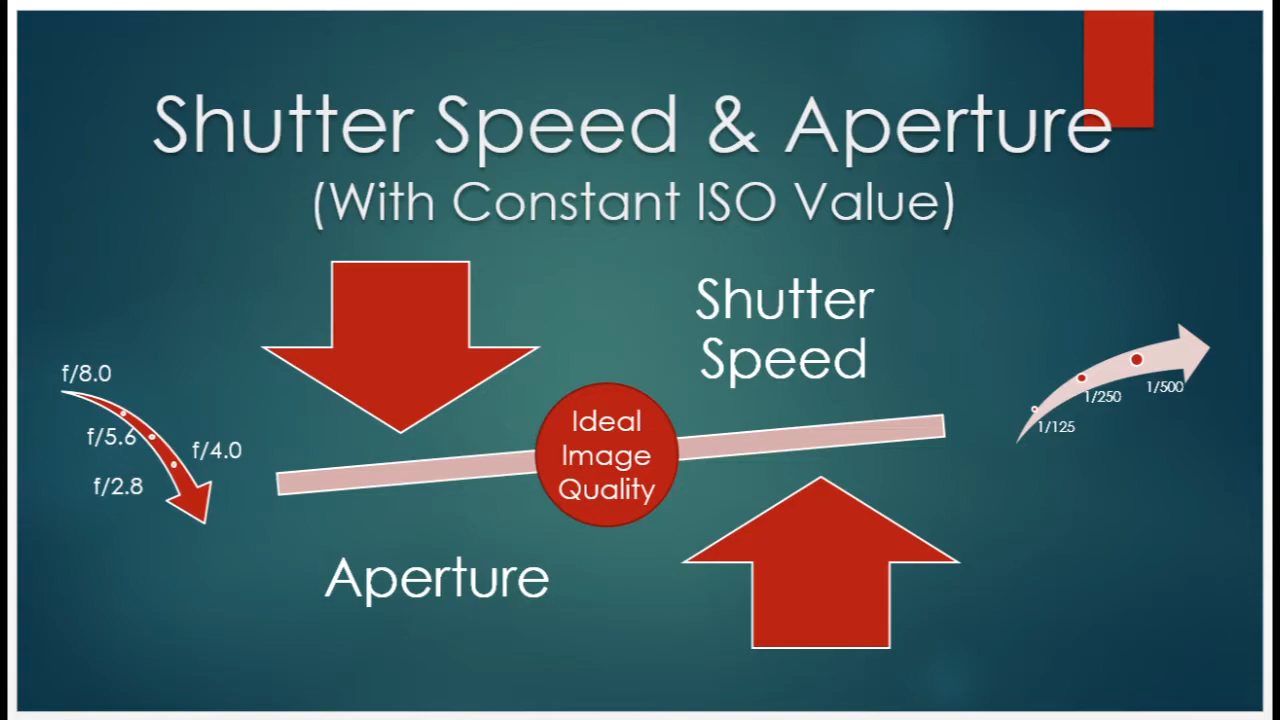 Shutter Speed & Aperture
(With Constant ISO Value)
Shutter
Speed
f/8.0
f/5.6
f/4.0
f/2.8
Ideal
Image
Quality
1/500
1/250
1/125
Aperture